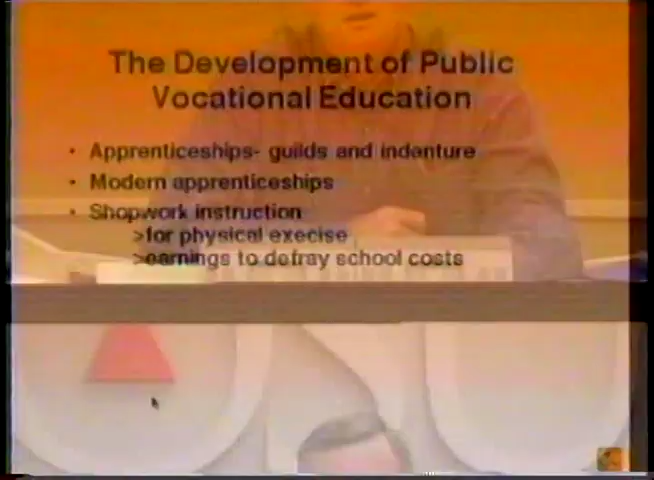 The Development of Public
Vocational Education
• Apprenticeships- guilds and indenture
• Modern apprenticeships
• Shopwork instruction
>for physical execise
>earnings to defray school costs